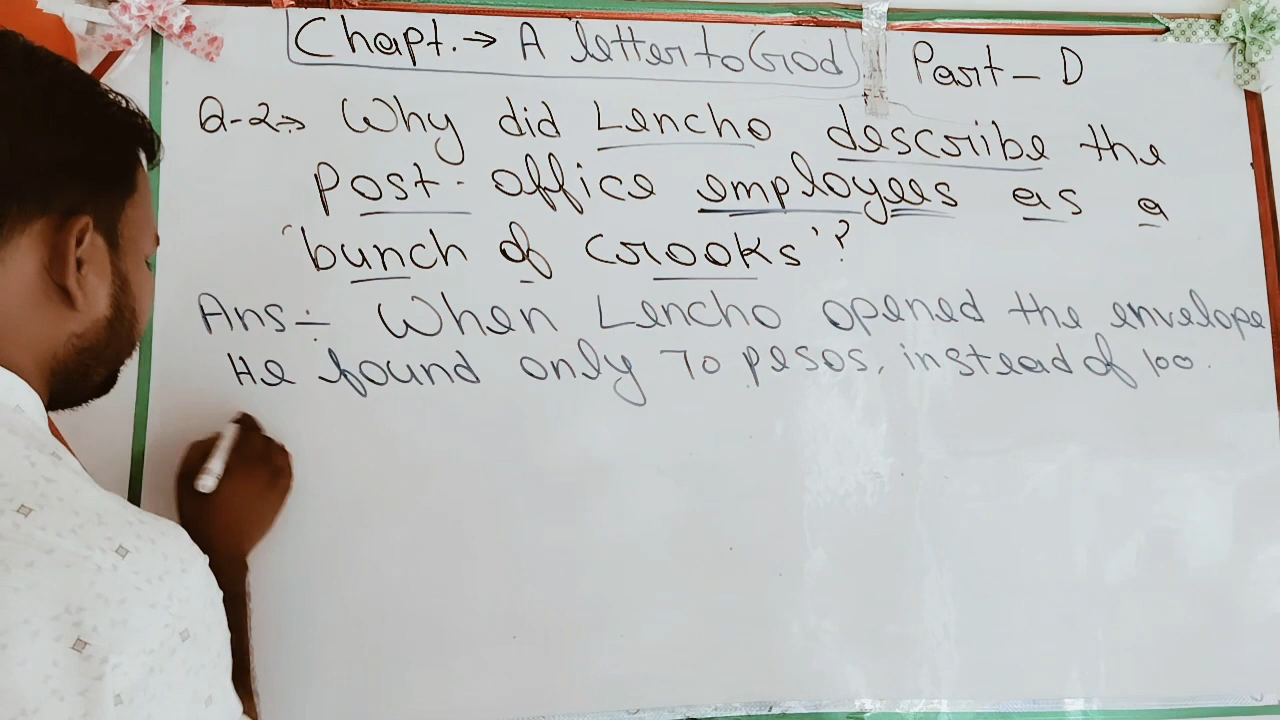 Chapt.→ A letter to God Part - D
Q-2→ Why did Lencho describe the
Post-office employees as a
'bunch of crooks'?
Ans÷ When Lencho opened the envelope
He found only 70 pesos, instead of 100.